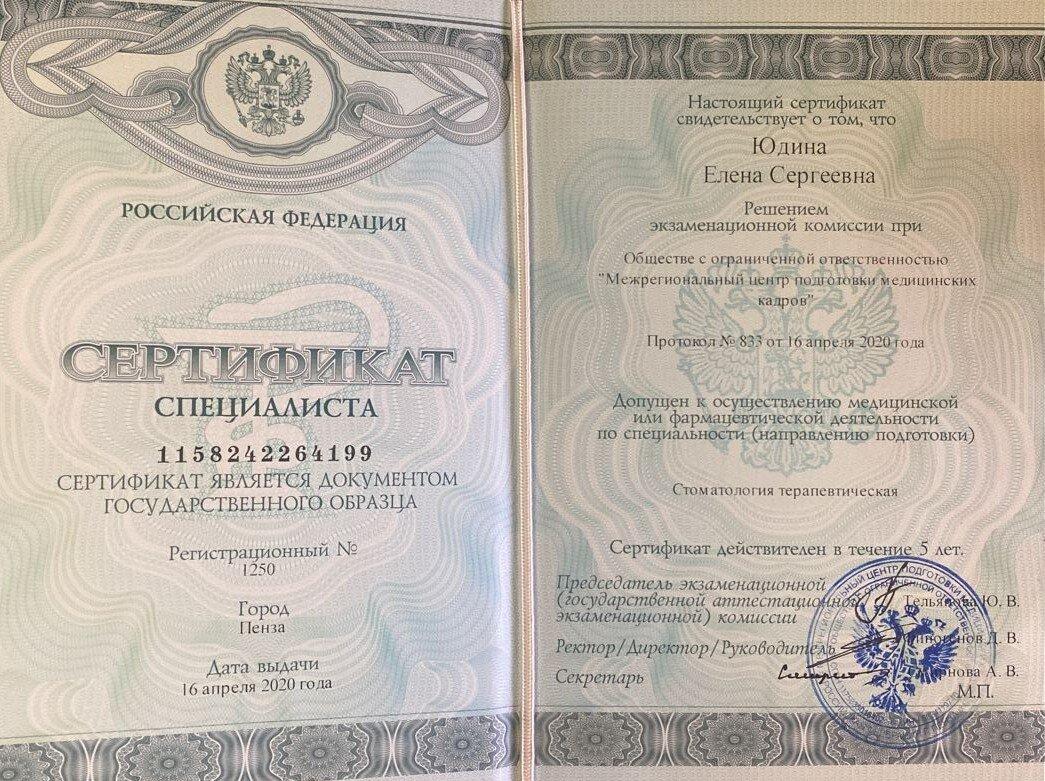 РОССИЙСКАЯ ФЕДЕРАЦИЯ
СЕРТИФИКАТ
СПЕЦИАЛИСТА
1158242264199
СЕРТИФИКАТ ЯВЛЯЕТСЯ ДОКУМЕНТОМ
ГОСУДАРСТВЕННОГО ОБРАЗЦА
Регистрационный №
1250
Город
Пенза
Дата выдачи
16 апреля 2020 года
Настоящий сертификат
свидетельствует о том, что
Юдина
Елена Сергеевна
Решением
экзаменационной комиссии при
Обществе с ограниченной ответственностью
"Межрегиональный центр подготовки медицинских
кадров"
Протокол № 833 от 16 апреля 2020 года
Допущен к осуществлению медицинской
или фармацевтической деятельности
по специальности (направлению подготовки)
Стоматология терапевтическая
Сертификат действителен в течение 5 лет.
Председатель экзаменационной
(государственной аттестационной,
экзаменационной) комиссии
Ю. В.
Ректор/Директор/Руководитель
Д. В.
Секретарь
А. В.
М.П.